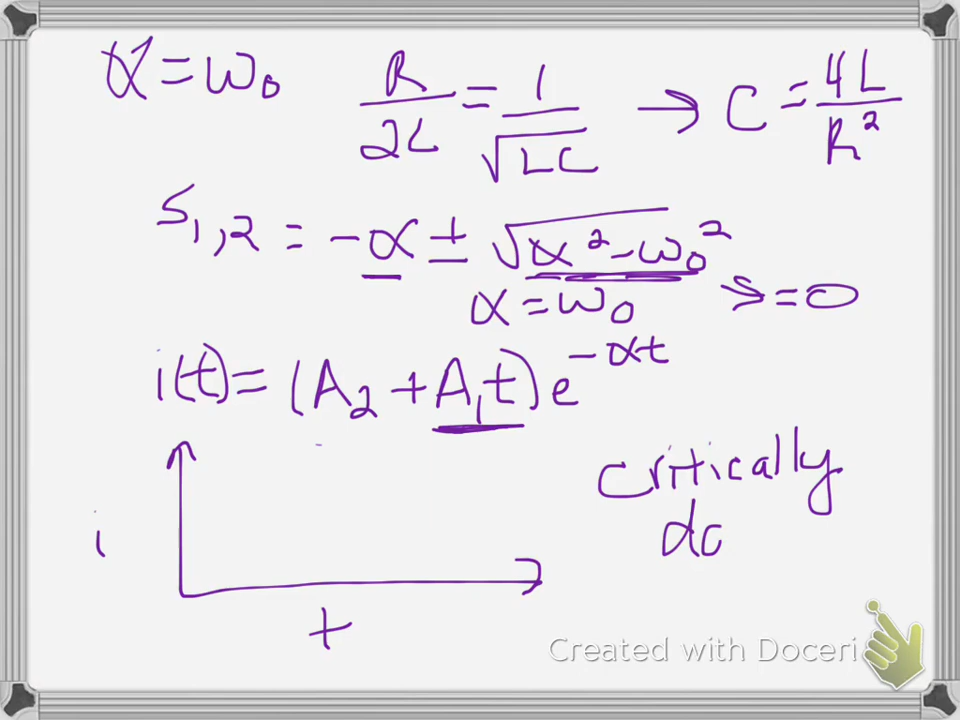 α = ω₀ R/2L = 1/√LC → C = 4L/R²
s₁,₂ = -α ± √α² - ω₀²
α = ω₀ → = 0
i(t) = (A₂ + A₁t) e^-αt
critically
i da
t
Created with Doceri